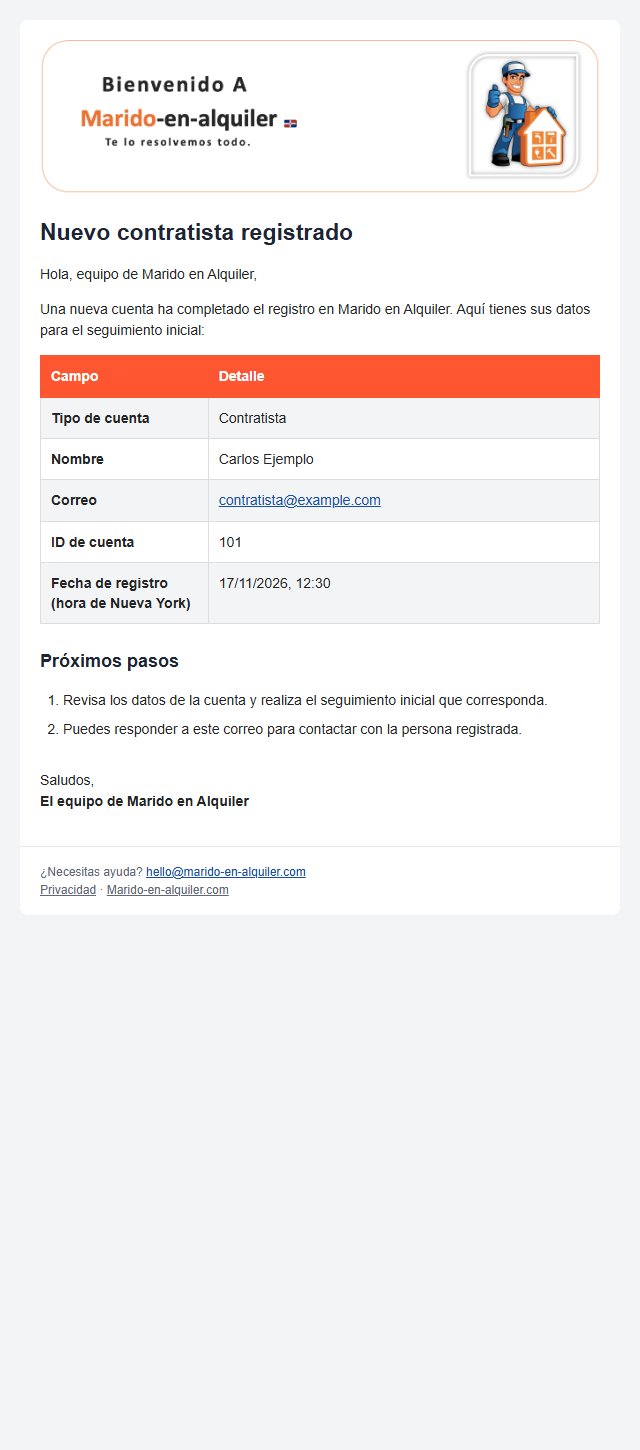 Bienvenido A
Marido-en-alquiler
Te lo resolvemos todo.
Nuevo contratista registrado
Hola, equipo de Marido en Alquiler,
Una nueva cuenta ha completado el registro en Marido en Alquiler. Aquí tienes sus datos
para el seguimiento inicial:
Campo Detalle
Tipo de cuenta Contratista
Nombre Carlos Ejemplo
Correo contratista@example.com
ID de cuenta 101
Fecha de registro 17/11/2026, 12:30
(hora de Nueva York)
Próximos pasos
1. Revisa los datos de la cuenta y realiza el seguimiento inicial que corresponda.
2. Puedes responder a este correo para contactar con la persona registrada.
Saludos,
El equipo de Marido en Alquiler
¿Necesitas ayuda? hello@marido-en-alquiler.com
Privacidad · Marido-en-alquiler.com